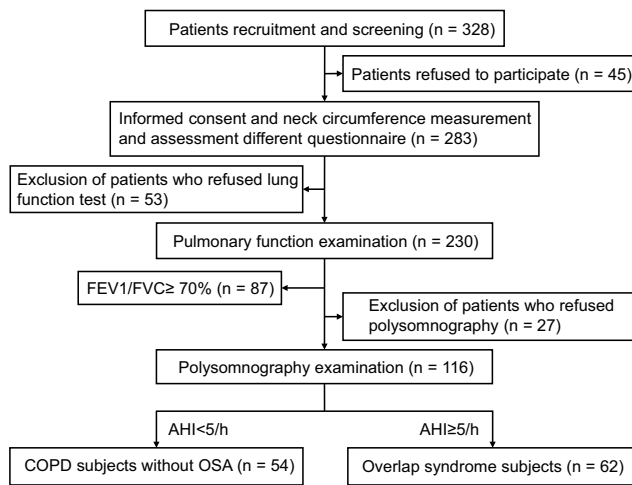 Patients recruitment and screening (n = 328)
Patients refused to participate (n = 45)
Informed consent and neck circumference measurement
and assessment different questionnaire (n = 283)
Exclusion of patients who refused lung
function test (n = 53)
Pulmonary function examination (n = 230)
FEV1/FVC≥ 70% (n = 87)
Exclusion of patients who refused
polysomnography (n = 27)
Polysomnography examination (n = 116)
AHI<5/h
AHI≥5/h
COPD subjects without OSA (n = 54)
Overlap syndrome subjects (n = 62)